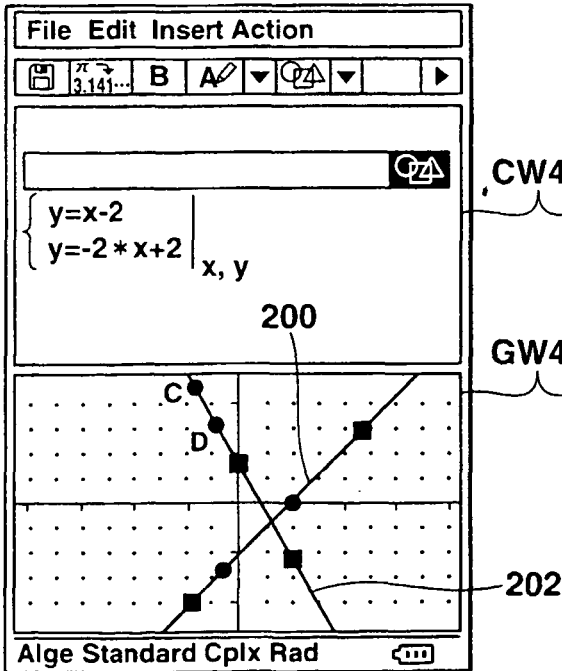 File Edit Insert Action
π
3.141... B A
CW4
y=x-2
y=-2*x+2
x, y
200
GW4
C
D
202
Alge Standard Cplx Rad